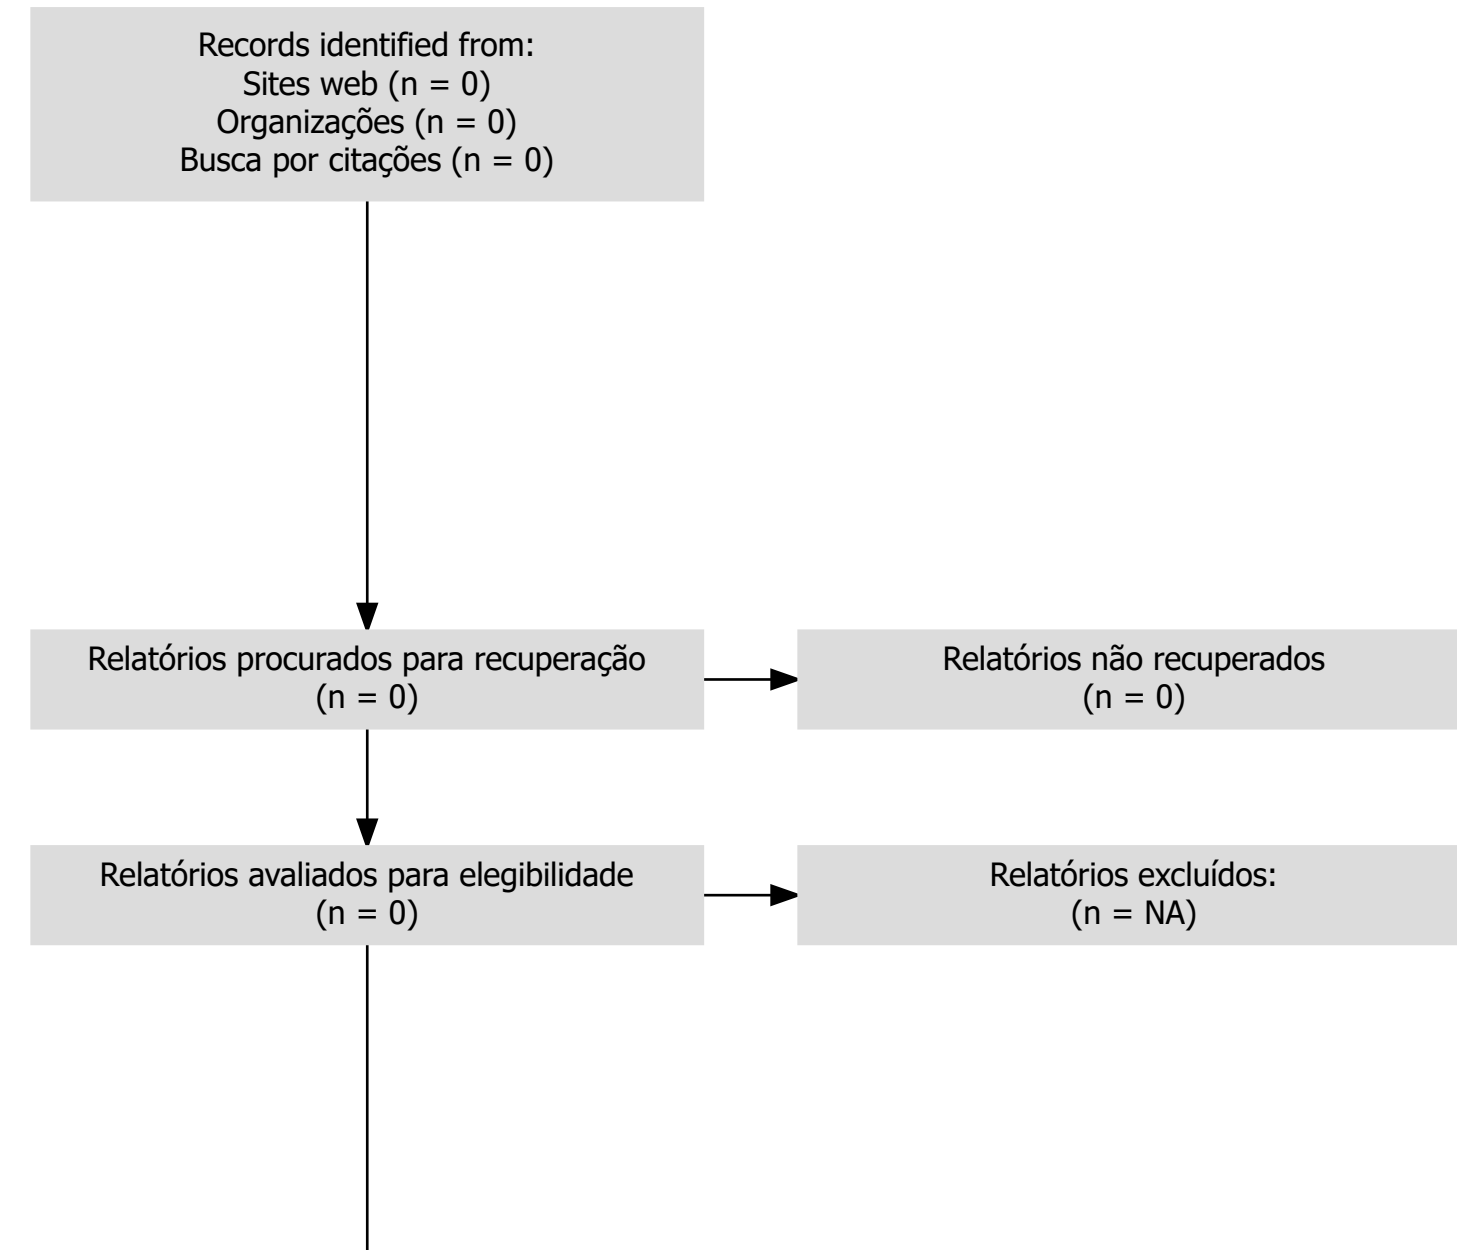 Records identified from:
Sites web (n = 0)
Organizações (n = 0)
Busca por citações (n = 0)
Relatórios procurados para recuperação
(n = 0)
Relatórios não recuperados
(n = 0)
Relatórios avaliados para elegibilidade
(n = 0)
Relatórios excluídos:
(n = NA)